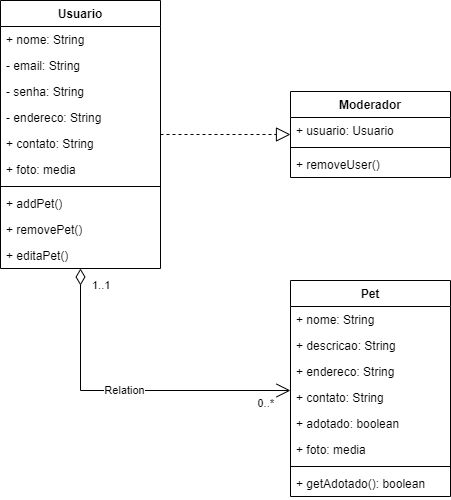 Usuario
+ nome: String
- email: String
- senha: String
- endereco: String
+ contato: String
+ foto: media
+ addPet()
+ removePet()
+ editaPet()
Moderador
+ usuario: Usuario
+ removeUser()
1..1
Relation
0..*
Pet
+ nome: String
+ descricao: String
+ endereco: String
+ contato: String
+ adotado: boolean
+ foto: media
+ getAdotado(): boolean